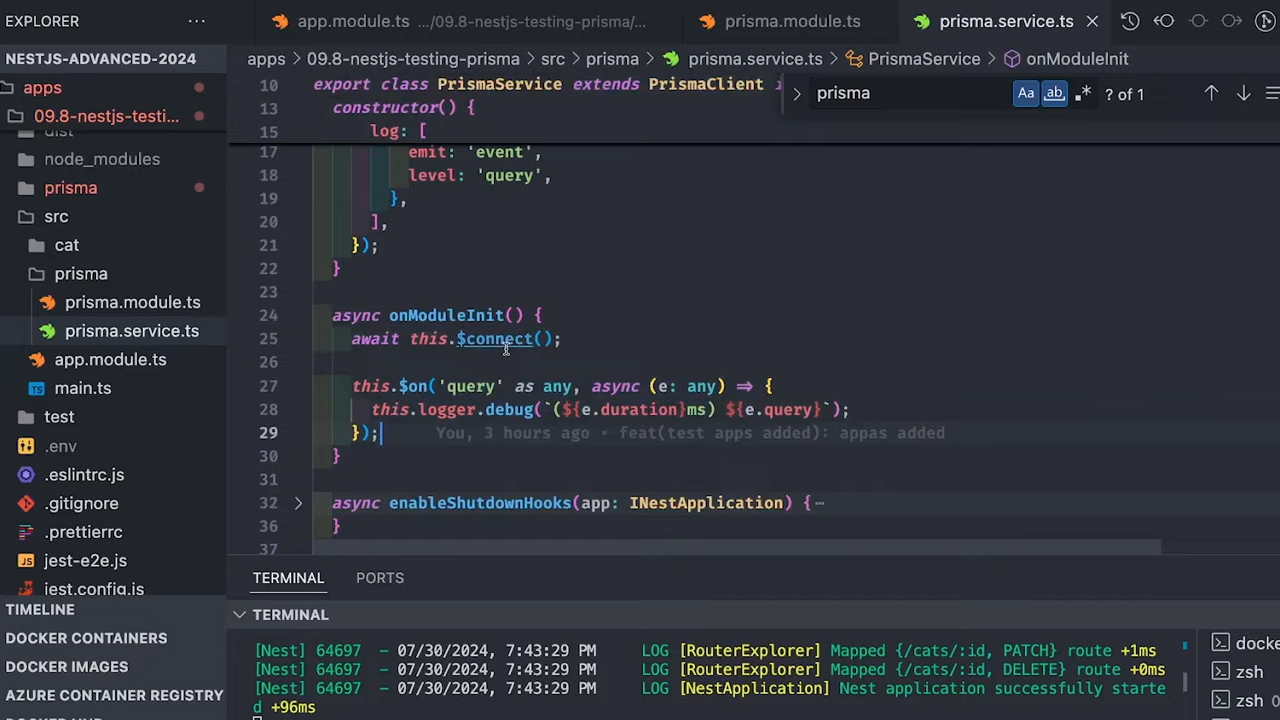 EXPLORER
app.module.ts .../09.8-nestjs-testing-prisma/...
prisma.module.ts
prisma.service.ts
NESTJS-ADVANCED-2024
apps
09.8-nestjs-testi...
dist
node_modules
prisma
src
cat
prisma
prisma.module.ts
prisma.service.ts
app.module.ts
main.ts
test
.env
.eslintrc.js
.gitignore
.prettierrc
jest-e2e.js
jest.config.js
TIMELINE
DOCKER CONTAINERS
DOCKER IMAGES
AZURE CONTAINER REGISTRY
apps > 09.8-nestjs-testing-prisma > src > prisma > prisma.service.ts > PrismaService > onModuleInit
prisma
Aa ab .* ? of 1
10 export class PrismaService extends PrismaClient i
13 constructor() {
15 log: [
17 emit: 'event',
18 level: 'query',
19 },
20 ],
21 });
22 }
23
24 async onModuleInit() {
25 await this.$connect();
26
27 this.$on('query' as any, async (e: any) => {
28 this.logger.debug(`(${e.duration}ms) ${e.query}`);
29 }); You, 3 hours ago • feat(test apps added): appas added
30 }
31
32 async enableShutdownHooks(app: INestApplication) { ...
36 }
37
TERMINAL PORTS
TERMINAL
[Nest] 64697 - 07/30/2024, 7:43:29 PM LOG [RouterExplorer] Mapped {/cats/:id, PATCH} route +1ms
[Nest] 64697 - 07/30/2024, 7:43:29 PM LOG [RouterExplorer] Mapped {/cats/:id, DELETE} route +0ms
[Nest] 64697 - 07/30/2024, 7:43:29 PM LOG [NestApplication] Nest application successfully starte
d +96ms
docke
zsh
zsh